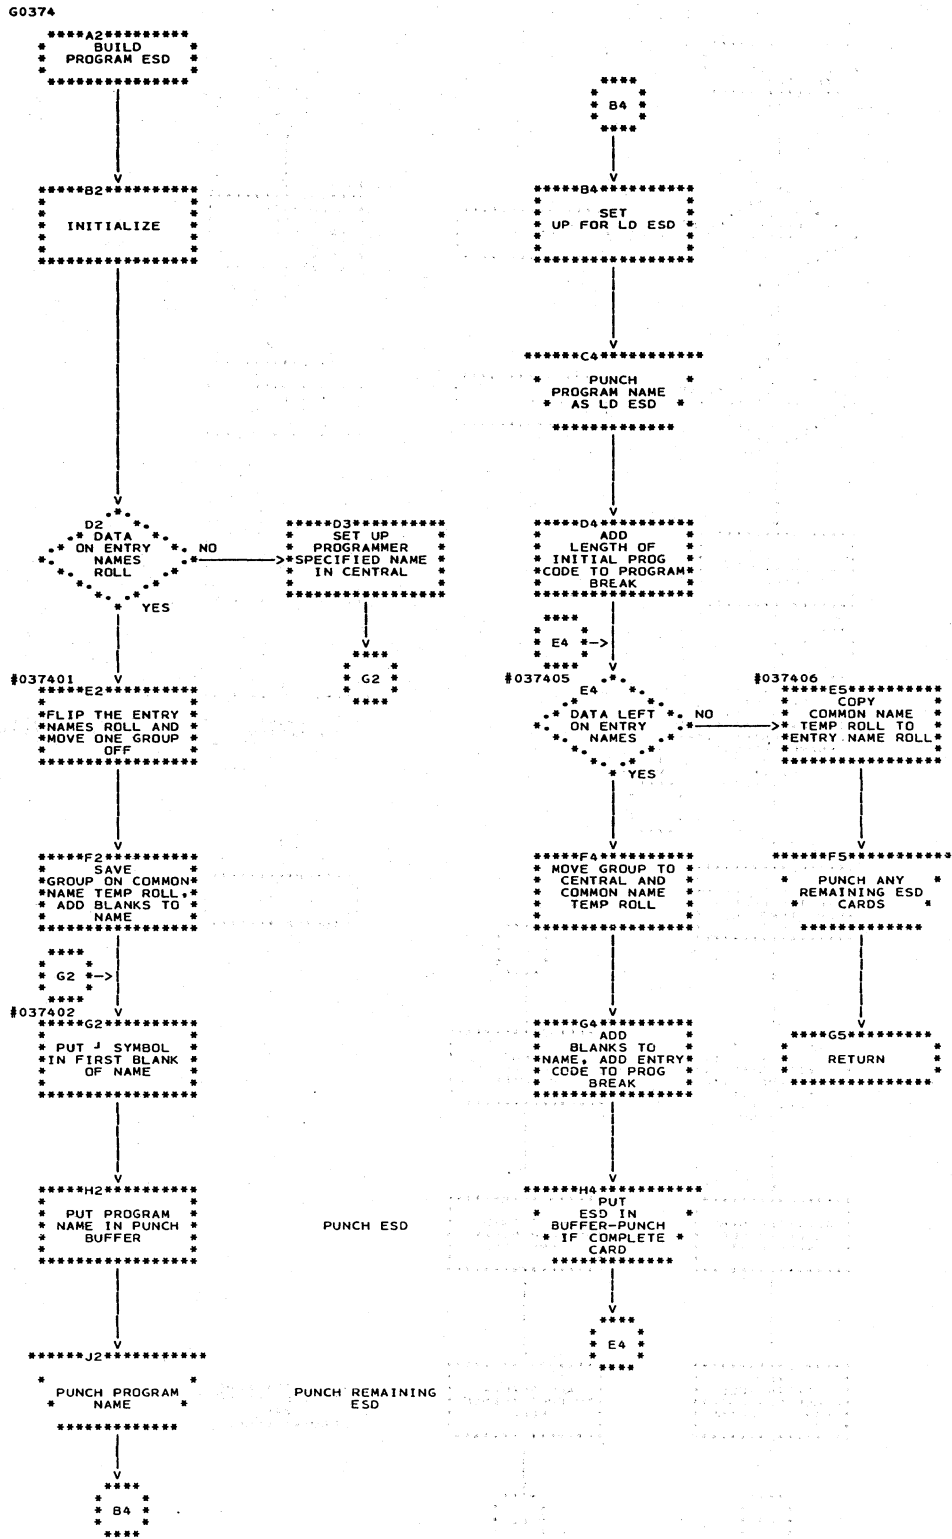 G0374
A2
BUILD
PROGRAM ESD
B2
INITIALIZE
D2
DATA
ON ENTRY
NAMES
ROLL
NO
YES
D3
SET UP
PROGRAMMER
SPECIFIED NAME
IN CENTRAL
G2
#037401
E2
FLIP THE ENTRY
NAMES ROLL AND
MOVE ONE GROUP
OFF
F2
SAVE
GROUP ON COMMON
NAME TEMP ROLL,
ADD BLANKS TO
NAME
G2
#037402
G2
PUT ┘ SYMBOL
IN FIRST BLANK
OF NAME
H2
PUT PROGRAM
NAME IN PUNCH
BUFFER
PUNCH ESD
J2
PUNCH PROGRAM
NAME
PUNCH REMAINING
ESD
B4
B4
B4
SET
UP FOR LD ESD
C4
PUNCH
PROGRAM NAME
AS LD ESD
D4
ADD
LENGTH OF
INITIAL PROG
CODE TO PROGRAM
BREAK
E4
#037405
E4
DATA LEFT
ON ENTRY
NAMES
NO
YES
#037406
E5
COPY
COMMON NAME
TEMP ROLL TO
ENTRY NAME ROLL
F4
MOVE GROUP TO
CENTRAL AND
COMMON NAME
TEMP ROLL
F5
PUNCH ANY
REMAINING ESD
CARDS
G4
ADD
BLANKS TO
NAME, ADD ENTRY
CODE TO PROG
BREAK
G5
RETURN
H4
PUT
ESD IN
BUFFER-PUNCH
IF COMPLETE
CARD
E4